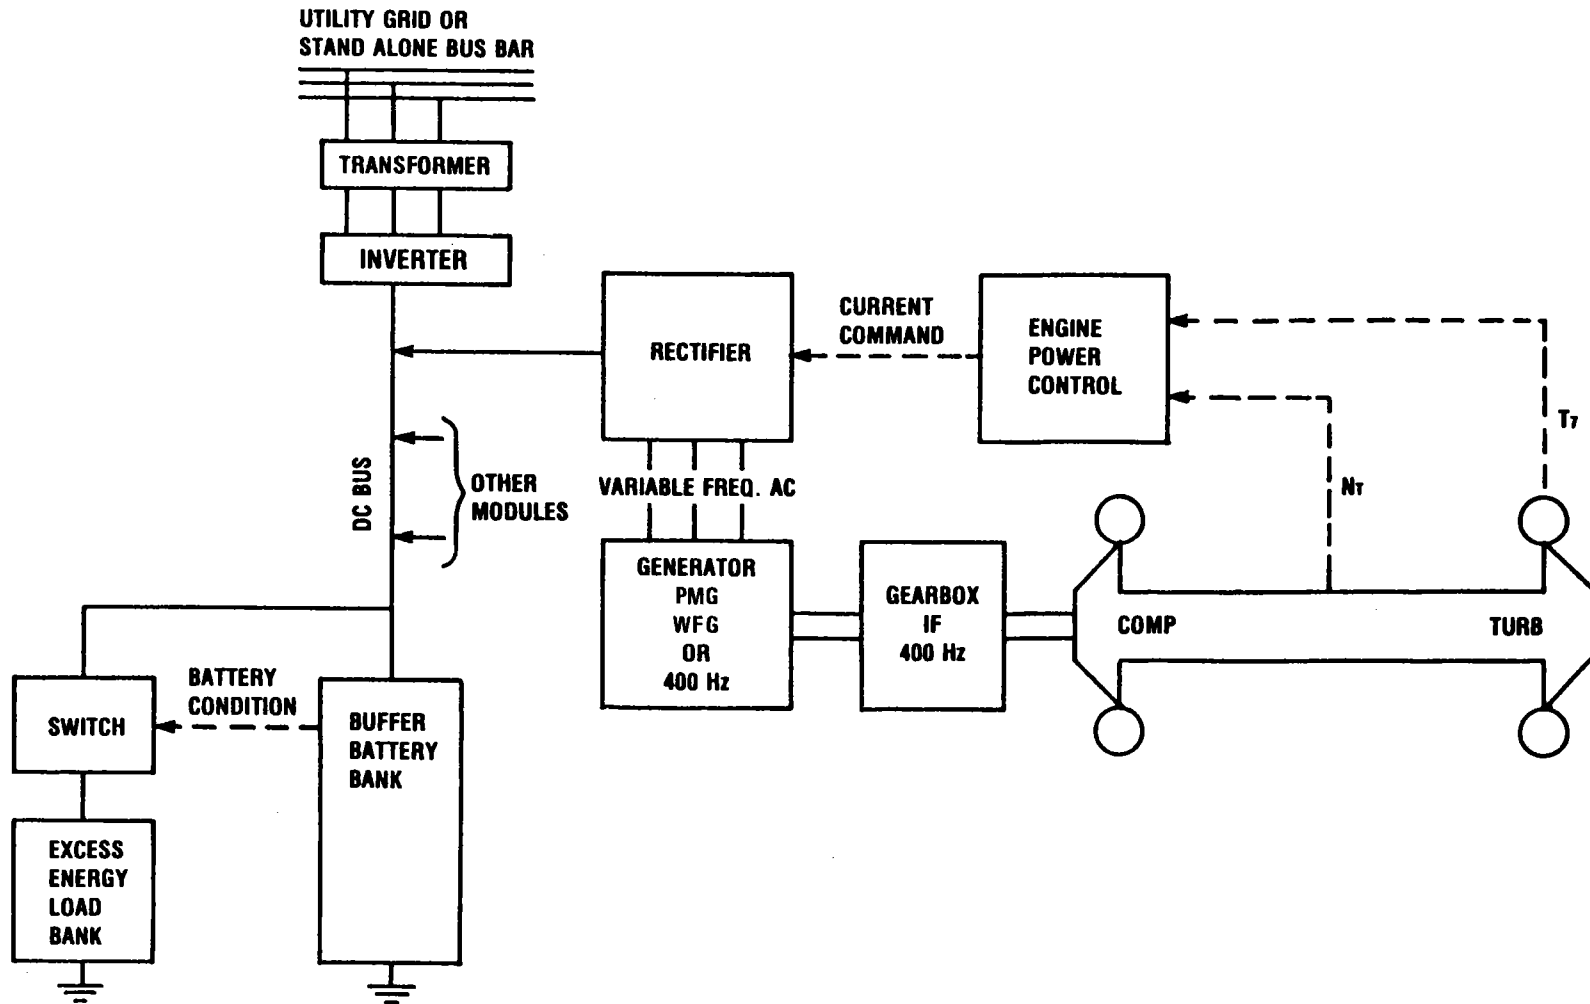 UTILITY GRID OR
STAND ALONE BUS BAR
TRANSFORMER
INVERTER
RECTIFIER
CURRENT
COMMAND
ENGINE
POWER
CONTROL
T7
NT
DC BUS
OTHER
MODULES
VARIABLE FREQ. AC
GENERATOR
PMG
WFG
OR
400 Hz
GEARBOX
IF
400 Hz
COMP
TURB
SWITCH
BATTERY
CONDITION
BUFFER
BATTERY
BANK
EXCESS
ENERGY
LOAD
BANK